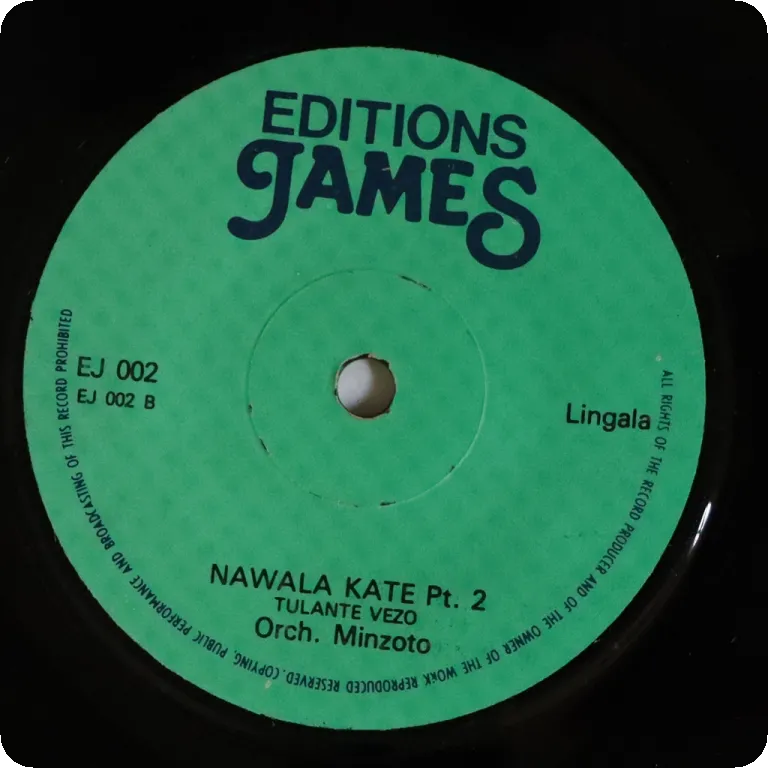 EDITIONS
JAMES
EJ 002
EJ 002 B
Lingala
NAWALA KATE Pt. 2
TULANTE VEZO
Orch. Minzoto
ALL RIGHTS OF THE RECORD PRODUCER AND OF THE OWNER OF THE WORK REPRODUCED RESERVED. COPYING, PUBLIC PERFORMANCE AND BROADCASTING OF THIS RECORD PROHIBITED